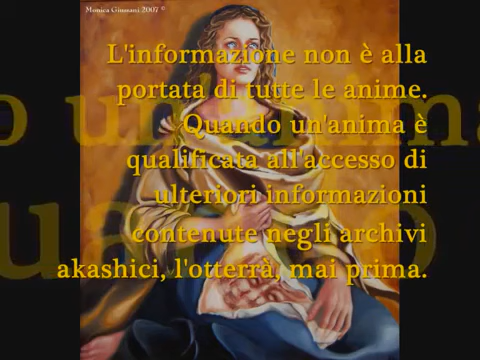 Monica Giussani 2007 ©
L'informazione non è alla
portata di tutte le anime.
Quando un'anima è
qualificata all'accesso di
ulteriori informazioni
contenute negli archivi
akashici, l'otterrà, mai prima.